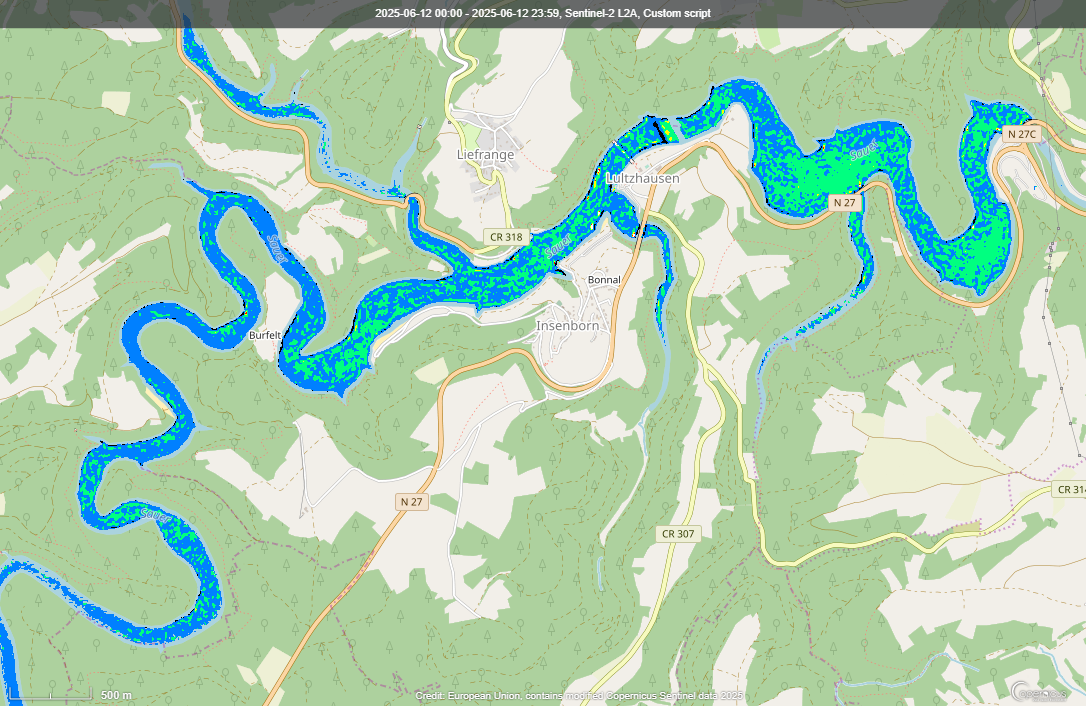 2025-06-12 00:00 - 2025-06-12 23:59, Sentinel-2 L2A, Custom script
N 27C
Liefrange
Sauer
Lultzhausen
N 27
CR 318
Sauer
Sauer
Bonnal
Insenborn
Burfelt
N 27
CR 314
Sauer
CR 307
500 m
Credit: European Union, contains modified Copernicus Sentinel data 2025